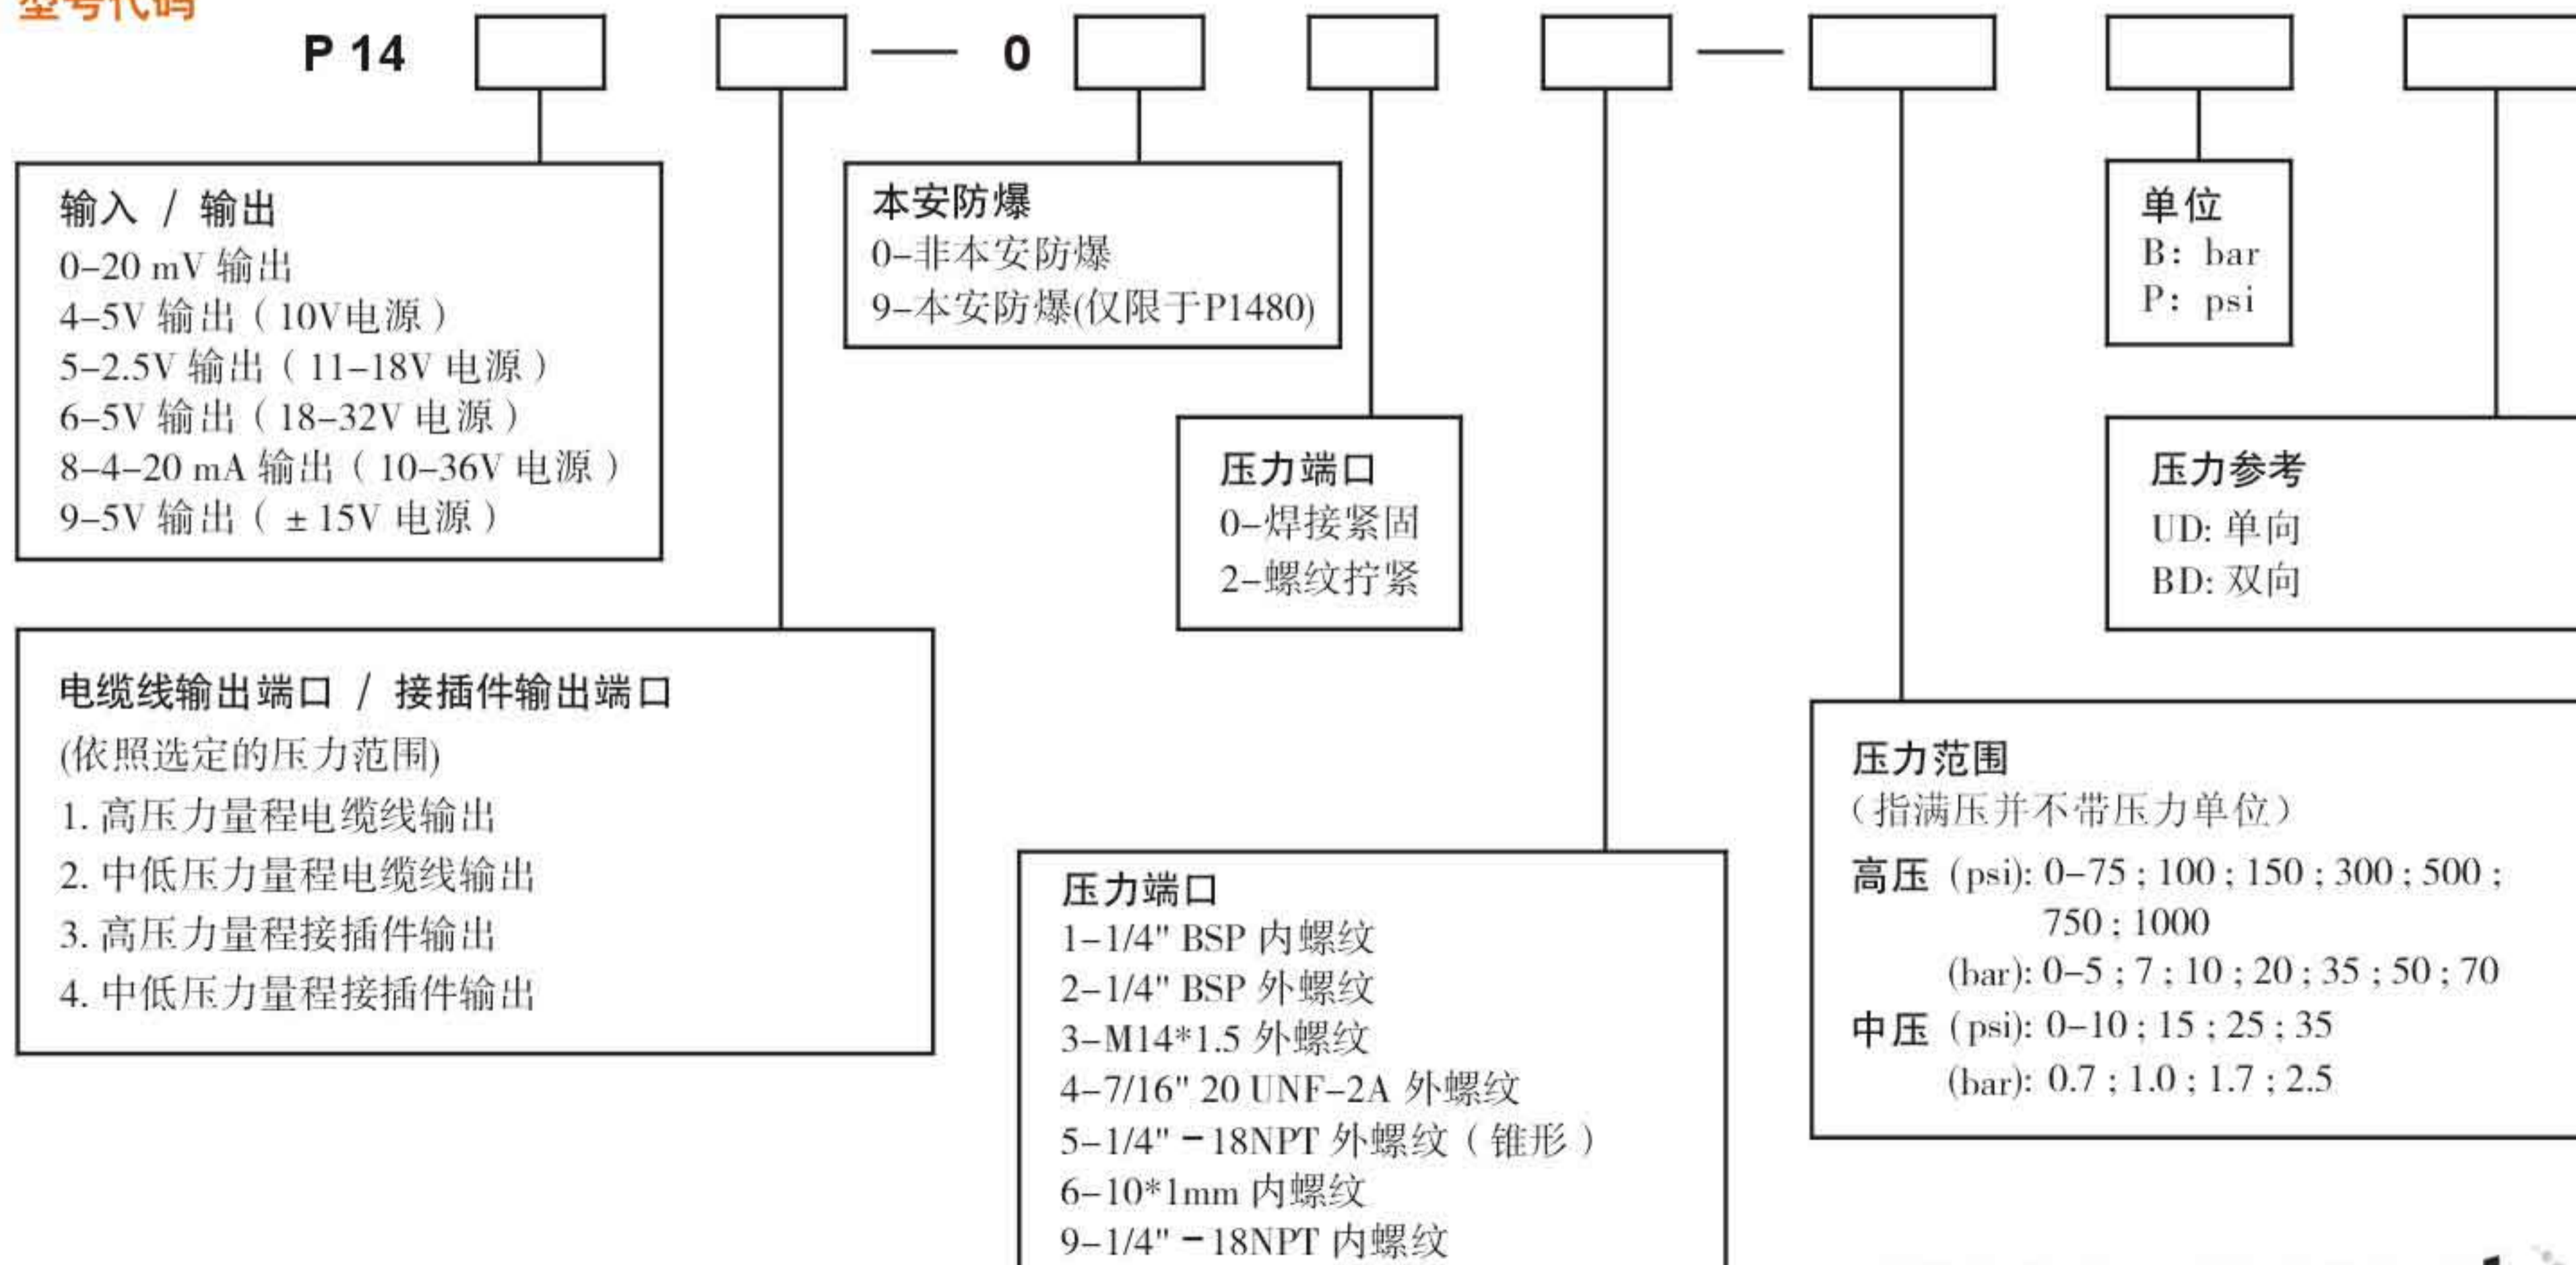 型号代码
P 14 — 0 —
输入 / 输出
0–20 mV 输出
4–5V 输出（10V电源）
5–2.5V 输出（11–18V 电源）
6–5V 输出（18–32V 电源）
8–4–20 mA 输出（10–36V 电源）
9–5V 输出（±15V 电源）
本安防爆
0–非本安防爆
9–本安防爆(仅限于P1480)
单位
B: bar
P: psi
压力端口
0–焊接紧固
2–螺纹拧紧
压力参考
UD: 单向
BD: 双向
电缆线输出端口 / 接插件输出端口
(依照选定的压力范围)
1. 高压力量程电缆线输出
2. 中低压力量程电缆线输出
3. 高压力量程接插件输出
4. 中低压力量程接插件输出
压力端口
1–1/4" BSP 内螺纹
2–1/4" BSP 外螺纹
3–M14*1.5 外螺纹
4–7/16" 20 UNF–2A 外螺纹
5–1/4" –18NPT 外螺纹（锥形）
6–10*1mm 内螺纹
9–1/4" –18NPT 内螺纹
压力范围
（指满压并不带压力单位）
高压 (psi): 0–75 ; 100 ; 150 ; 300 ; 500 ;
750 ; 1000
(bar): 0–5 ; 7 ; 10 ; 20 ; 35 ; 50 ; 70
中压 (psi): 0–10 ; 15 ; 25 ; 35
(bar): 0.7 ; 1.0 ; 1.7 ; 2.5